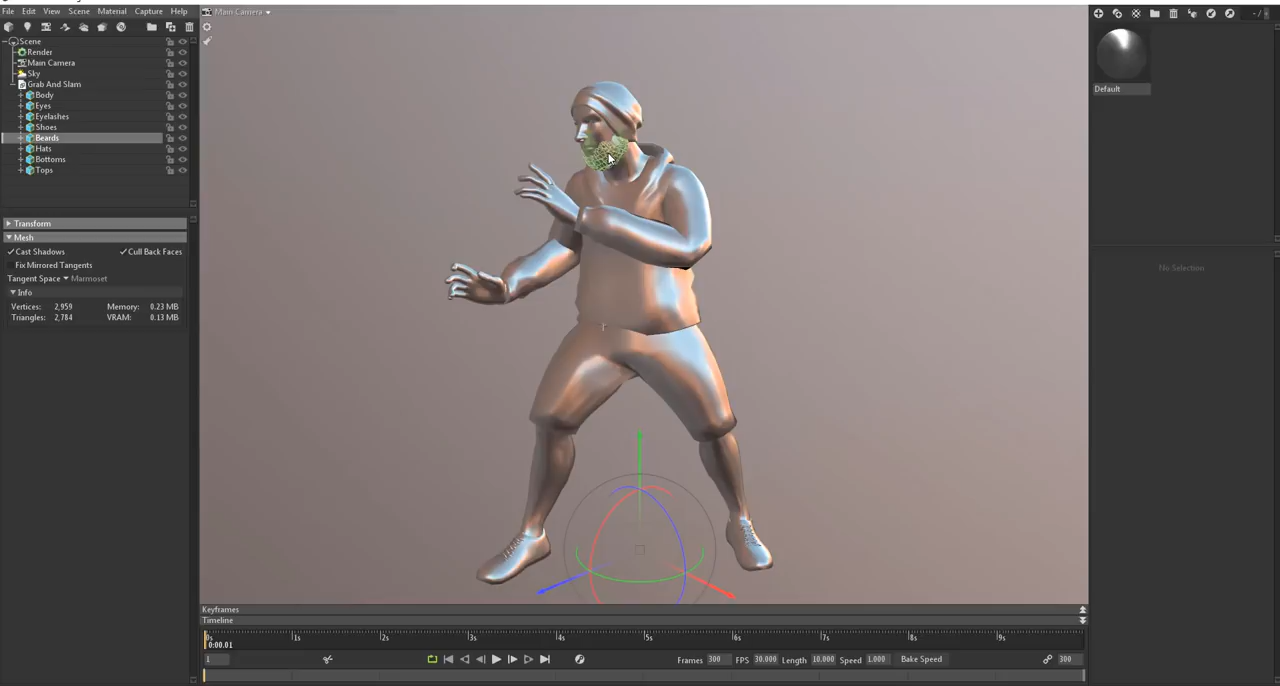 File Edit View Scene Material Capture Help
Main Camera
Scene
Render
Main Camera
Sky
Grab And Slam
Body
Eyes
Eyelashes
Shoes
Beards
Hats
Bottoms
Tops
Transform
Mesh
Cast Shadows Cull Back Faces
Fix Mirrored Tangents
Tangent Space Marmoset
Info
Vertices: 2,959 Memory: 0.23 MB
Triangles: 2,784 VRAM: 0.13 MB
Default
No Selection
Keyframes
Timeline
0s 1s 2s 3s 4s 5s 6s 7s 8s 9s
0:00.01
1 Frames 300 FPS 30.000 Length 10.000 Speed 1.000 Bake Speed 300